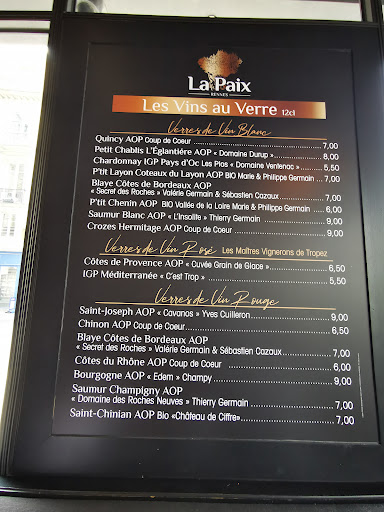 La Paix
RENNES
Les Vins au Verre 12cl
Verres de Vin Blanc
Quincy AOP Coup de Coeur 7,00
Petit Chablis L'Églantière AOP « Domaine Durup » 8,00
Chardonnay IGP Pays d'Oc Les Pios « Domaine Ventenac » 5,50
P'tit Layon Coteaux du Layon AOP BIO Marie & Philippe Germain 7,00
Blaye Côtes de Bordeaux AOP
« Secret des Roches » Valérie Germain & Sébastien Cazaux 7,00
P'tit Chenin AOP BIO Vallée de la Loire Marie & Philippe Germain 6,00
Saumur Blanc AOP « L'Insolite » Thierry Germain 9,00
Crozes Hermitage AOP Coup de Coeur 9,00
Verres de Vin Rosé Les Maîtres Vignerons de Tropez
Côtes de Provence AOP « Cuvée Grain de Glace » 6,50
IGP Méditerranée « C'est Trop » 5,50
Verres de Vin Rouge
Saint-Joseph AOP « Cavanos » Yves Cuilleron 9,00
Chinon AOP Coup de Coeur 6,00
Blaye Côtes de Bordeaux AOP
« Secret des Roches » Valérie Germain & Sébastien Cazaux 7,00
Côtes du Rhône AOP Coup de Coeur 6,00
Bourgogne AOP « Edem » Champy 9,00
Saumur Champigny AOP
« Domaine des Roches Neuves » Thierry Germain 7,00
Saint-Chinian AOP Bio «Château de Ciffre» 7,00